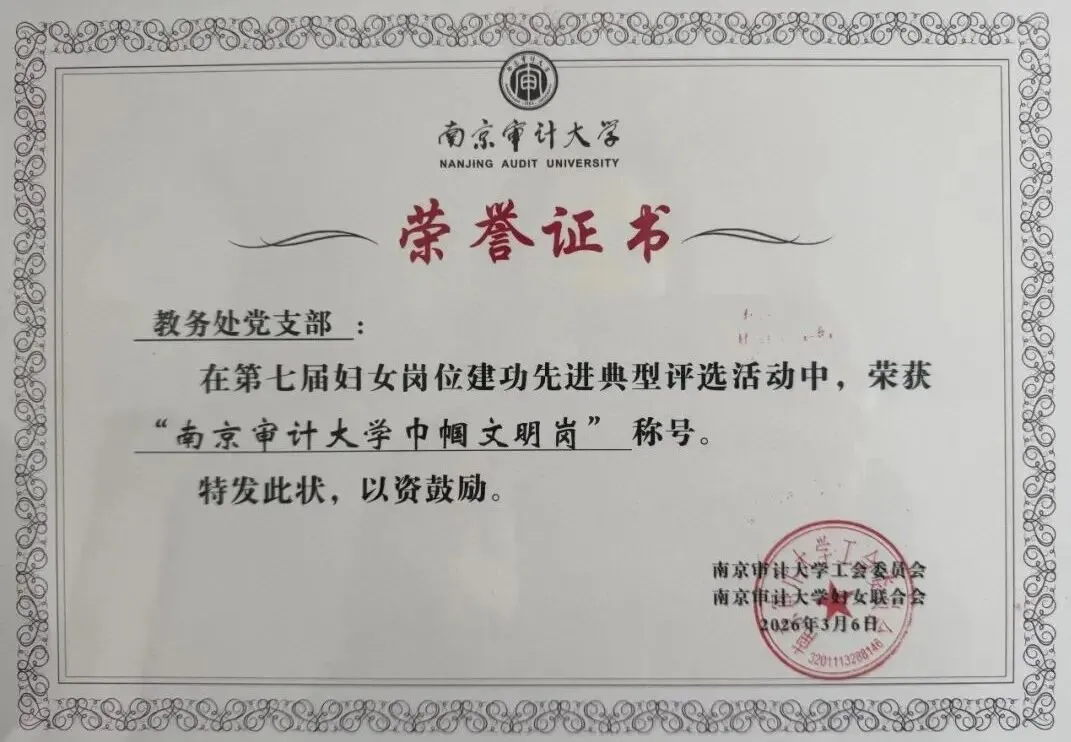 南京审计大学
NANJING AUDIT UNIVERSITY
荣誉证书
教务处党支部：
在第七届妇女岗位建功先进典型评选活动中，荣获
“南京审计大学巾帼文明岗”称号。
特发此状，以资鼓励。
南京审计大学工会委员会
南京审计大学妇女联合会
2026年3月6日
3201113288146